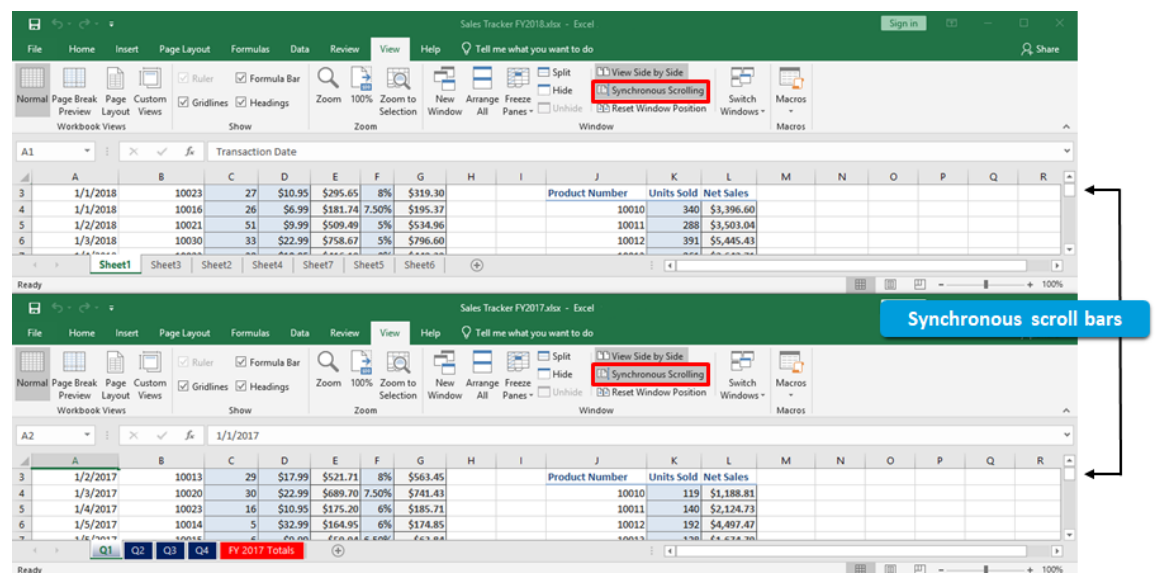 Sales Tracker FY2018.xlsx - Excel
Sign in
File Home Insert Page Layout Formulas Data Review View Help Tell me what you want to do Share
Normal Page Break Preview Page Layout Custom Views
Workbook Views
Ruler Formula Bar
Gridlines Headings
Show
Zoom 100% Zoom to Selection
Zoom
New Window Arrange All Freeze Panes
Split View Side by Side
Hide Synchronous Scrolling
Unhide Reset Window Position
Switch Windows
Window
Macros
Macros
A1 fx Transaction Date
A B C D E F G H I J K L M N O P Q R
3 1/1/2018 10023 27 $10.95 $295.65 8% $319.30 Product Number Units Sold Net Sales
4 1/1/2018 10016 26 $6.99 $181.74 7.50% $195.37 10010 340 $3,396.60
5 1/2/2018 10021 51 $9.99 $509.49 5% $534.96 10011 288 $3,503.04
6 1/3/2018 10030 33 $22.99 $758.67 5% $796.60 10012 391 $5,445.43
Sheet1 Sheet3 Sheet2 Sheet4 Sheet7 Sheet5 Sheet6
Ready 100%
Sales Tracker FY2017.xlsx - Excel
Synchronous scroll bars
File Home Insert Page Layout Formulas Data Review View Help Tell me what you want to do
Normal Page Break Preview Page Layout Custom Views
Workbook Views
Ruler Formula Bar
Gridlines Headings
Show
Zoom 100% Zoom to Selection
Zoom
New Window Arrange All Freeze Panes
Split View Side by Side
Hide Synchronous Scrolling
Unhide Reset Window Position
Switch Windows
Window
Macros
Macros
A2 fx 1/1/2017
A B C D E F G H I J K L M N O P Q R
3 1/2/2017 10013 29 $17.99 $521.71 8% $563.45 Product Number Units Sold Net Sales
4 1/3/2017 10020 30 $22.99 $689.70 7.50% $741.43 10010 119 $1,188.81
5 1/4/2017 10023 16 $10.95 $175.20 6% $185.71 10011 140 $2,124.73
6 1/5/2017 10014 5 $32.99 $164.95 6% $174.85 10012 192 $4,497.47
Q1 Q2 Q3 Q4 FY 2017 Totals
Ready 100%